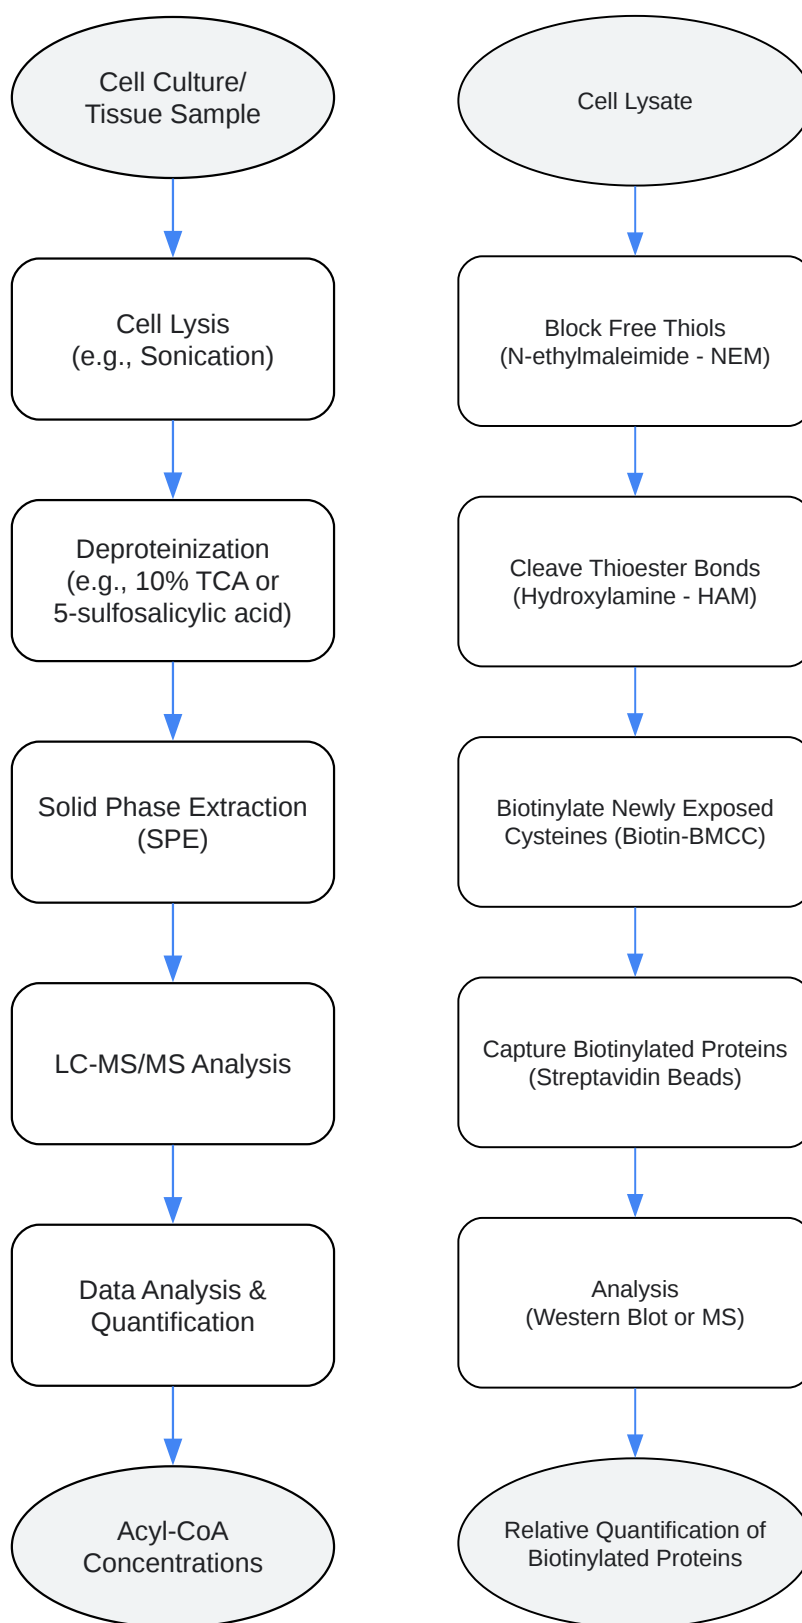 Cell Culture/
Tissue Sample
Cell Lysis
(e.g., Sonication)
Deproteinization
(e.g., 10% TCA or
5-sulfosalicylic acid)
Solid Phase Extraction
(SPE)
LC-MS/MS Analysis
Data Analysis &
Quantification
Acyl-CoA
Concentrations
Cell Lysate
Block Free Thiols
(N-ethylmaleimide - NEM)
Cleave Thioester Bonds
(Hydroxylamine - HAM)
Biotinylate Newly Exposed
Cysteines (Biotin-BMCC)
Capture Biotinylated Proteins
(Streptavidin Beads)
Analysis
(Western Blot or MS)
Relative Quantification of
Biotinylated Proteins